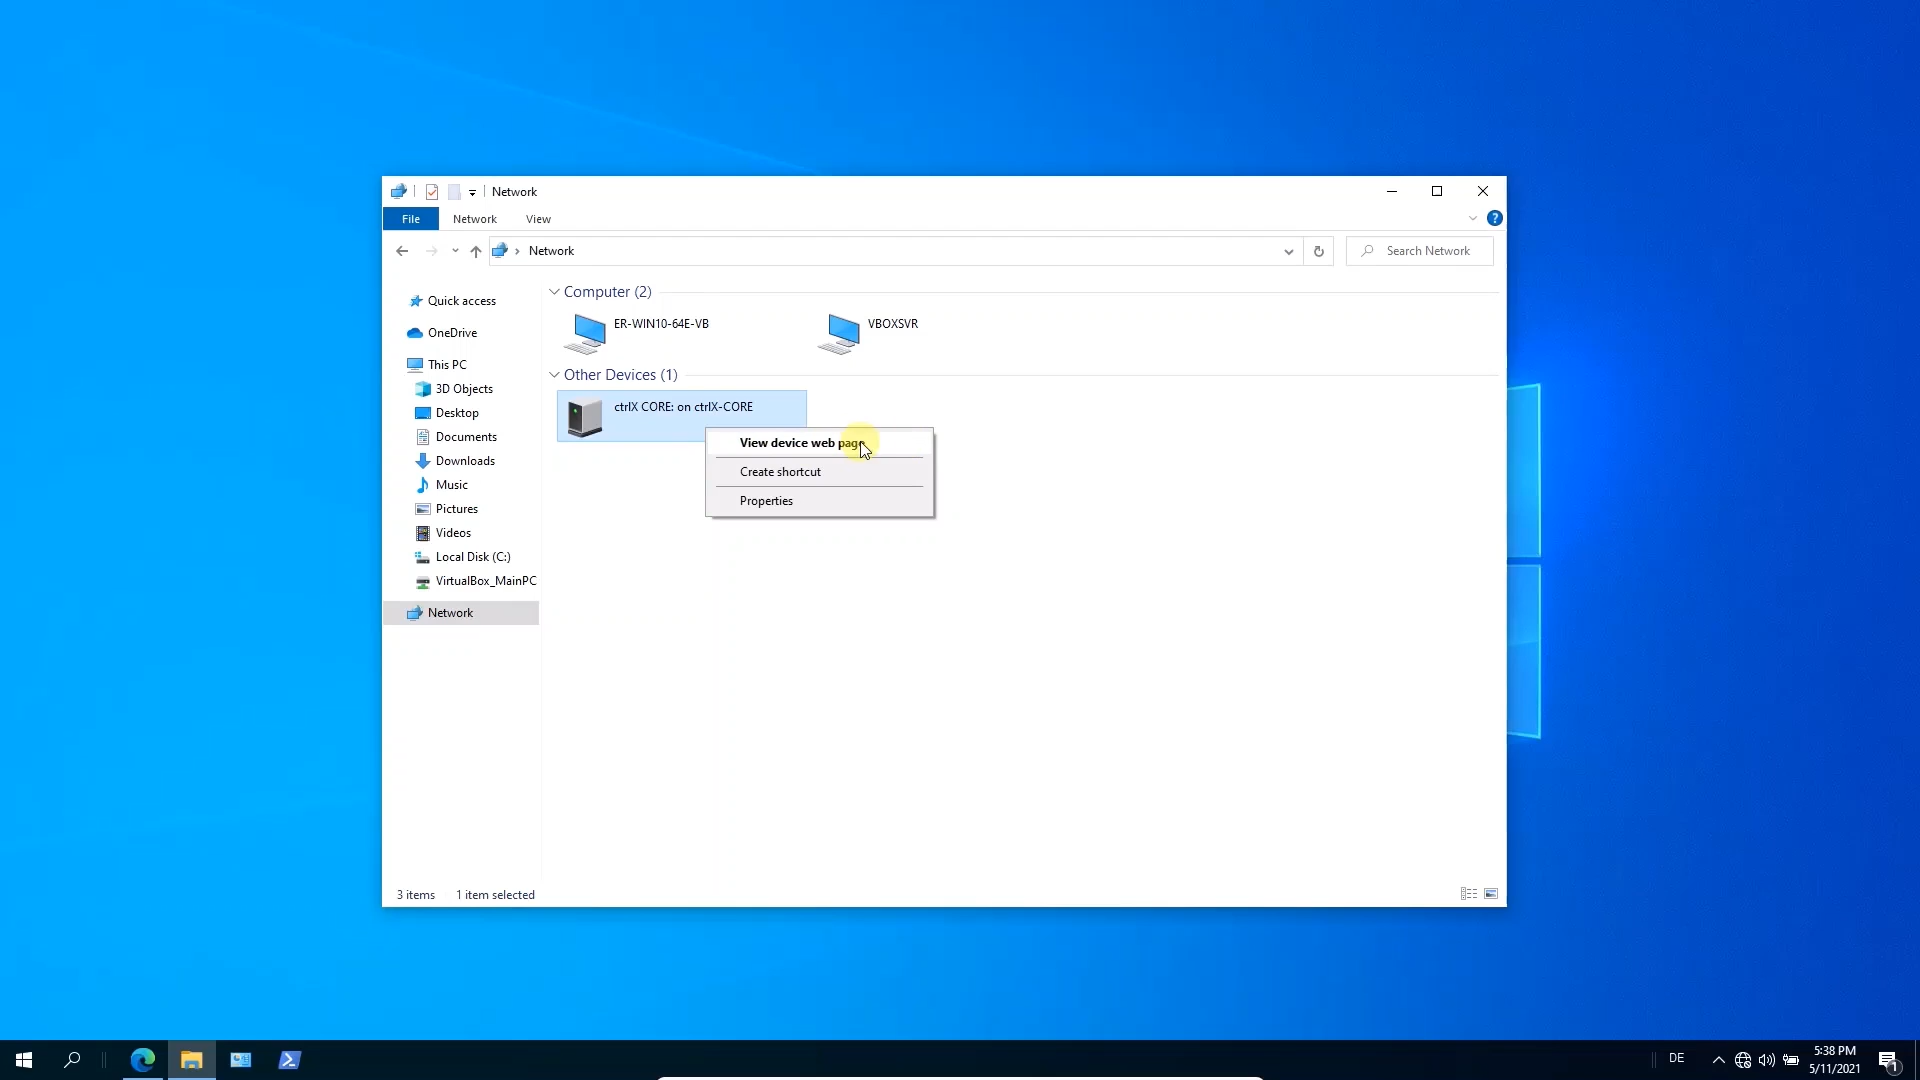 Network
File
Network
View
?
Network
Search Network
Quick access
OneDrive
This PC
3D Objects
Desktop
Documents
Downloads
Music
Pictures
Videos
Local Disk (C:)
VirtualBox_MainPC
Network
Computer (2)
ER-WIN10-64E-VB
VBOXSVR
Other Devices (1)
ctrlX CORE: on ctrlX-CORE
View device web page
Create shortcut
Properties
3 items
1 item selected
DE
5:38 PM
5/11/2021
1